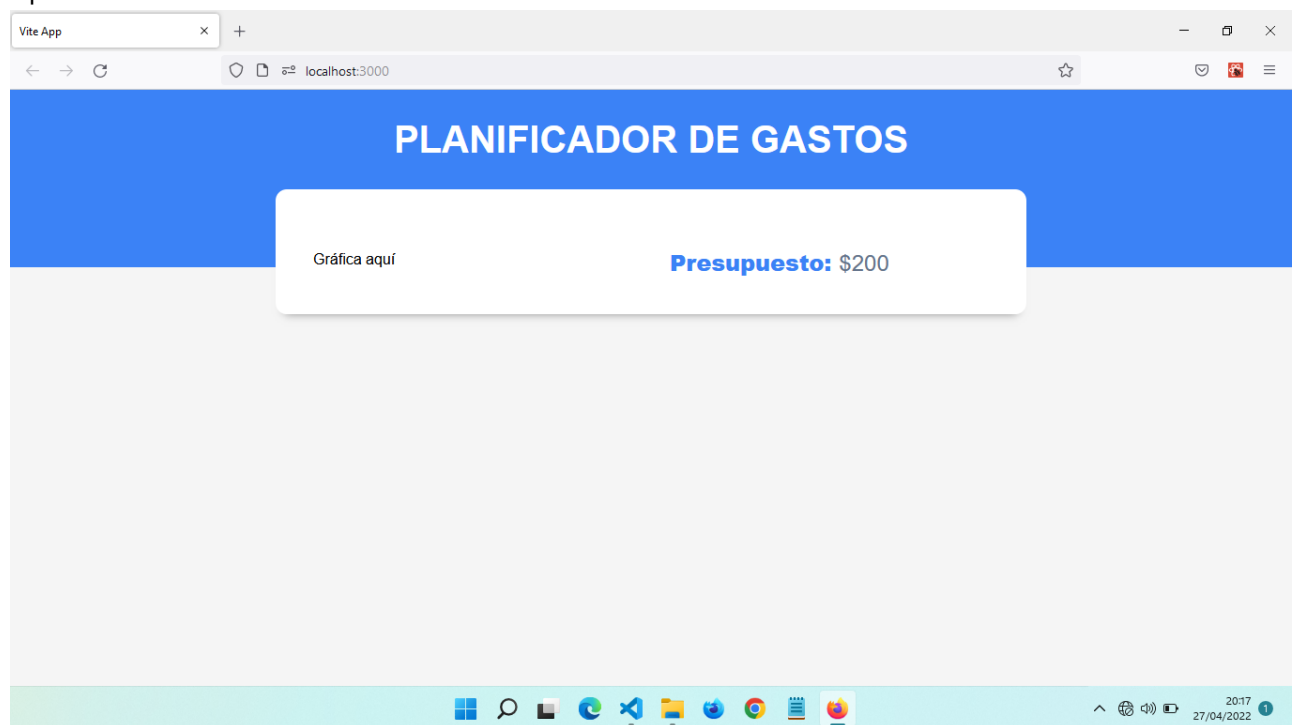 Vite App
localhost:3000
PLANIFICADOR DE GASTOS
Gráfica aquí
Presupuesto: $200
20:17
27/04/2022
1